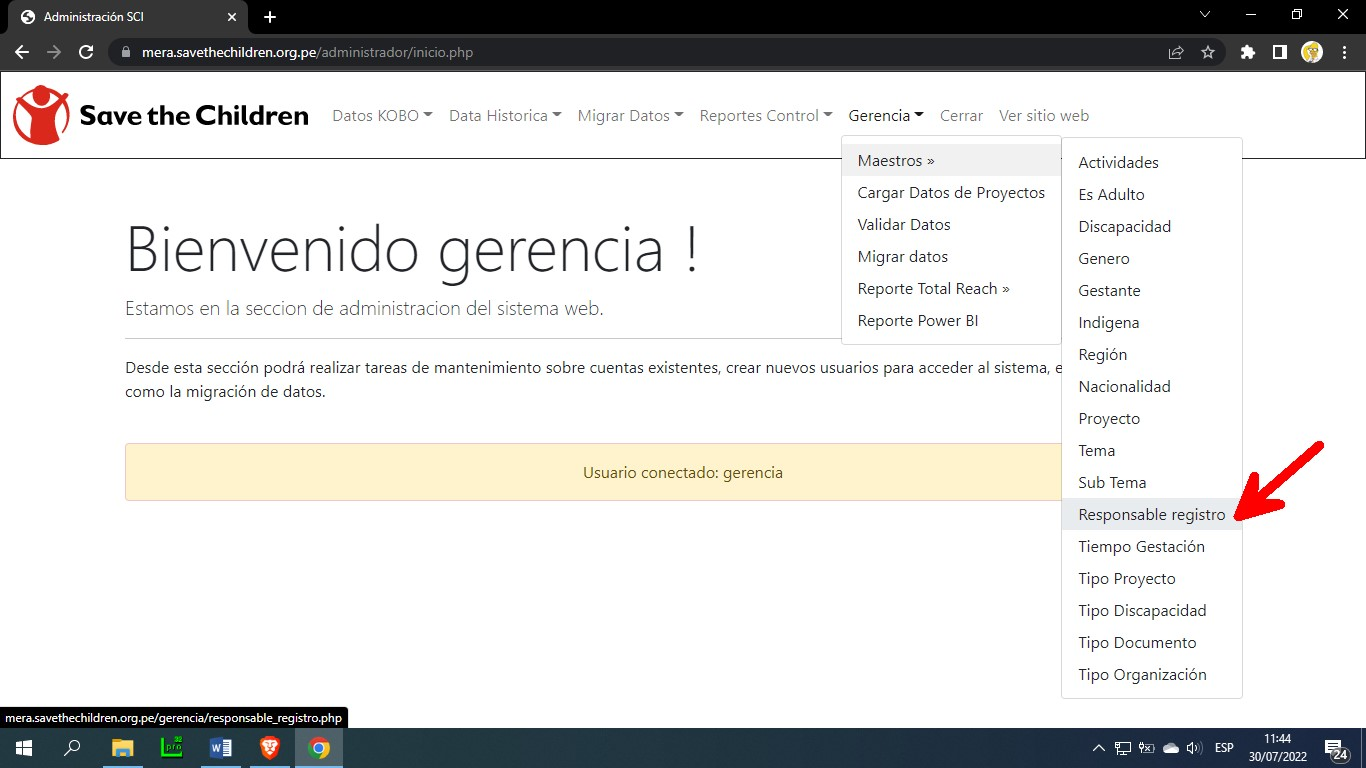 Administración SCI
mera.savethechildren.org.pe/administrador/inicio.php
Save the Children
Datos KOBO
Data Historica
Migrar Datos
Reportes Control
Gerencia
Cerrar
Ver sitio web
Maestros »
Cargar Datos de Proyectos
Validar Datos
Migrar datos
Reporte Total Reach »
Reporte Power BI
Actividades
Es Adulto
Discapacidad
Genero
Gestante
Indigena
Región
Nacionalidad
Proyecto
Tema
Sub Tema
Responsable registro
Tiempo Gestación
Tipo Proyecto
Tipo Discapacidad
Tipo Documento
Tipo Organización
Bienvenido gerencia !
Estamos en la seccion de administracion del sistema web.
Desde esta sección podrá realizar tareas de mantenimiento sobre cuentas existentes, crear nuevos usuarios para acceder al sistema, e
como la migración de datos.
Usuario conectado: gerencia
mera.savethechildren.org.pe/gerencia/responsable_registro.php
pro
ESP
11:44
30/07/2022
24